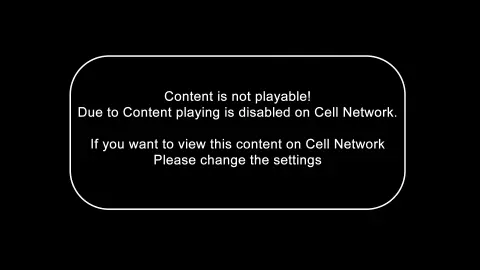 Content is not playable!
Due to Content playing is disabled on Cell Network.
If you want to view this content on Cell Network
Please change the settings